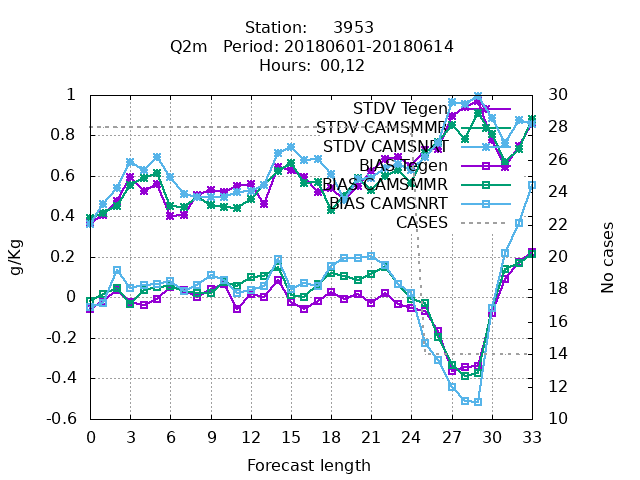 Station:     3953
Q2m   Period: 20180601-20180614
Hours:  00,12
STDV Tegen
STDV CAMSMMR
STDV CAMSNRT
BIAS Tegen
BIAS CAMSMMR
BIAS CAMSNRT
CASES
1
0.8
0.6
0.4
0.2
0
-0.2
-0.4
-0.6
g/Kg
30
28
26
24
22
20
18
16
14
12
10
No cases
0 3 6 9 12 15 18 21 24 27 30 33
Forecast length